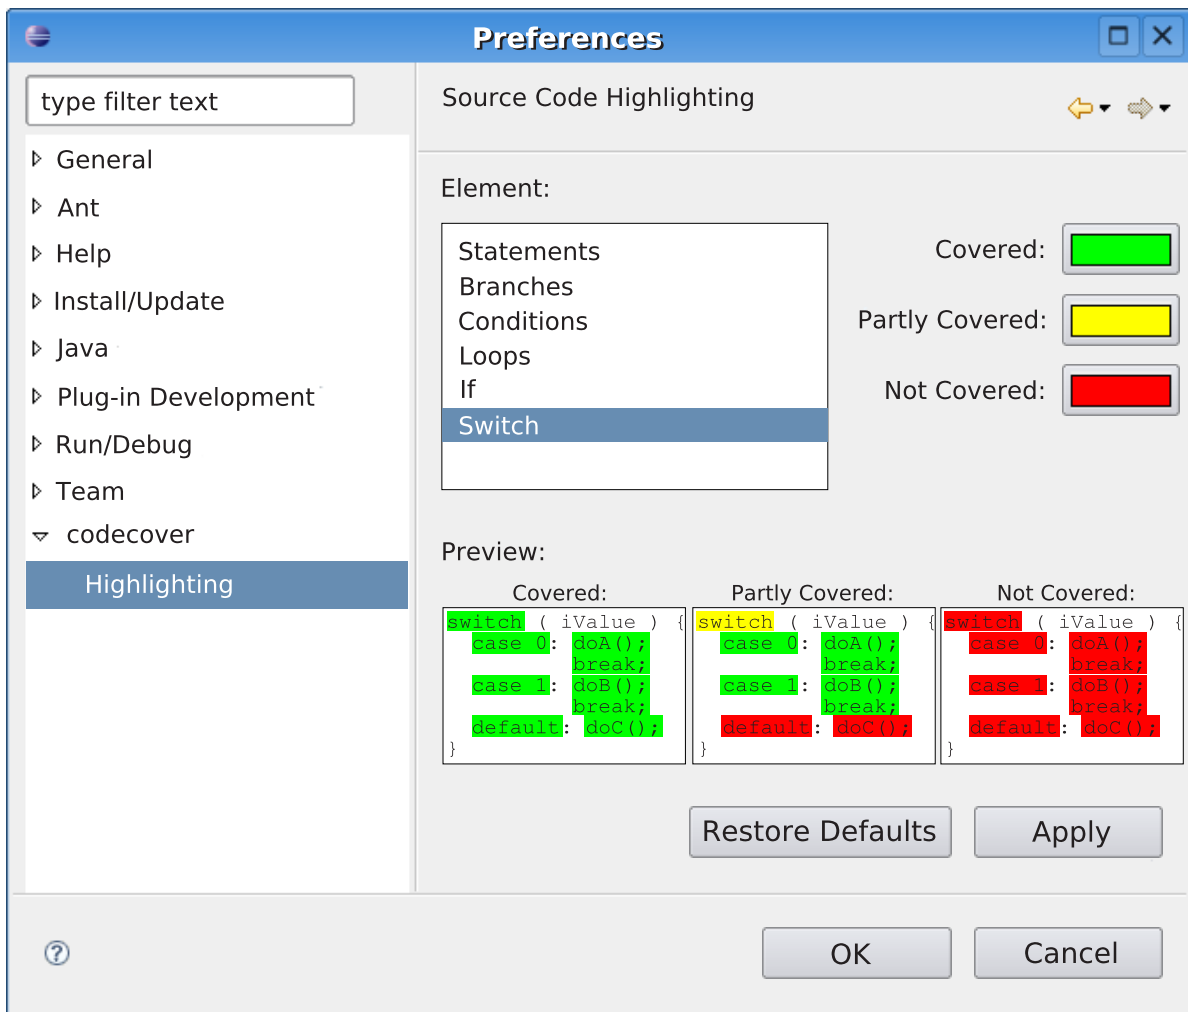 Preferences
type filter text
General
Ant
Help
Install/Update
Java
Plug-in Development
Run/Debug
Team
codecover
Highlighting
Source Code Highlighting
Element:
Statements
Branches
Conditions
Loops
If
Switch
Covered:
Partly Covered:
Not Covered:
Preview:
Covered:
switch ( iValue ) {
case 0: doA();
break;
case 1: doB();
break;
default: doC();
}
Partly Covered:
switch ( iValue ) {
case 0: doA();
break;
case 1: doB();
break;
default: doC();
}
Not Covered:
switch ( iValue ) {
case 0: doA();
break;
case 1: doB();
break;
default: doC();
}
Restore Defaults
Apply
?
OK
Cancel